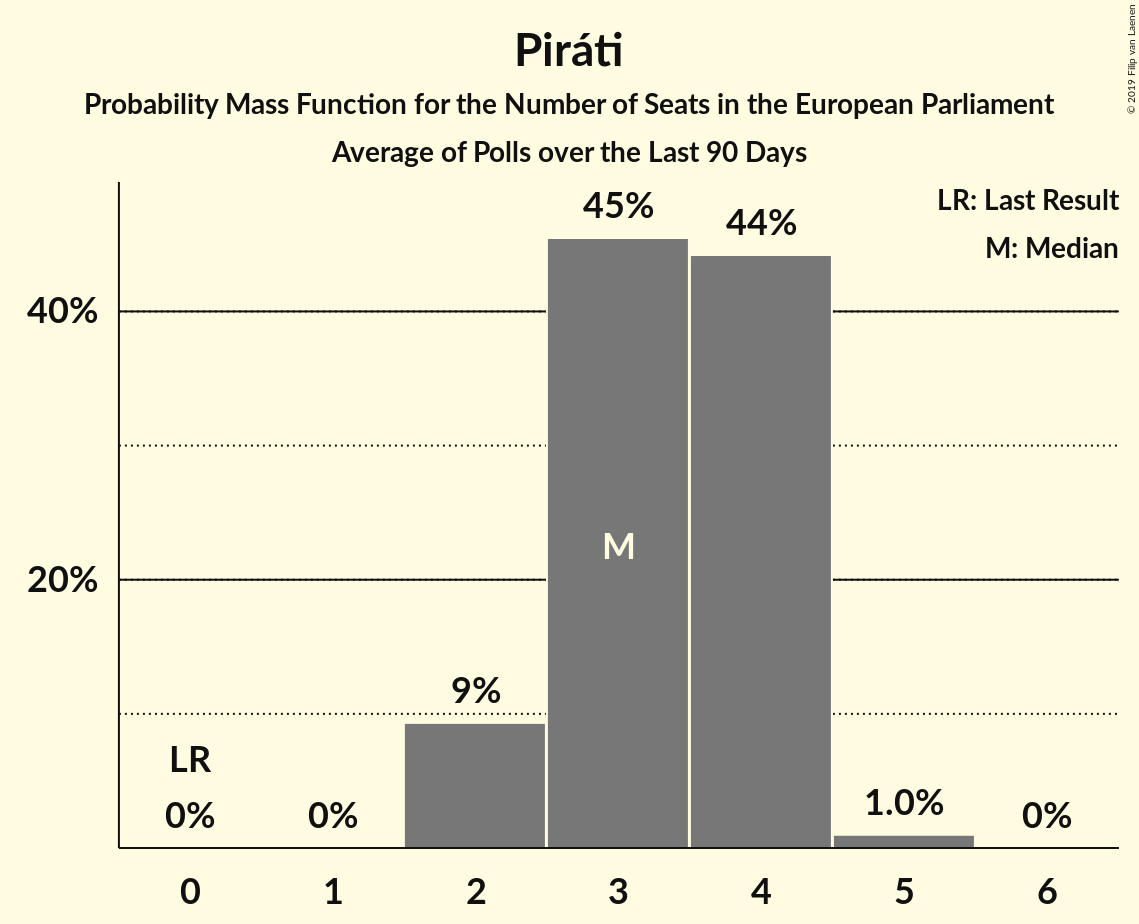 Piráti
Probability Mass Function for the Number of Seats in the European Parliament
Average of Polls over the Last 90 Days
© 2019 Filip van Laenen
LR: Last Result
M: Median
45%
44%
40%
M
20%
9%
LR
0%
0%
1.0%
0%
0 1 2 3 4 5 6